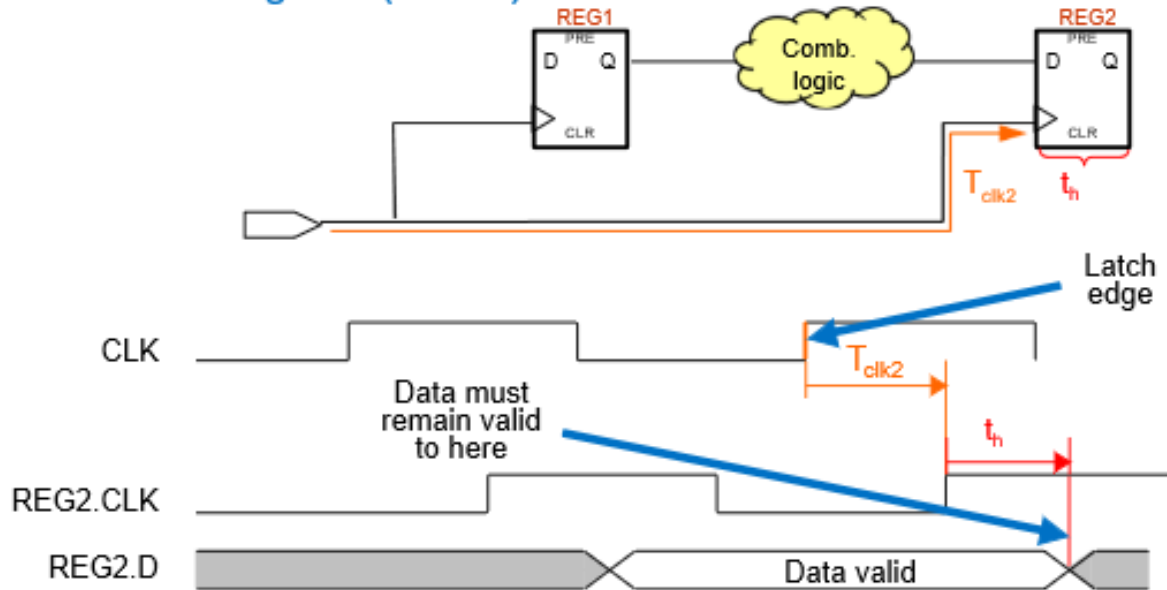 REG1
PRE
D Q
CLR
Comb.
logic
REG2
PRE
D Q
CLR
Tclk2
th
Latch
edge
CLK
Tclk2
Data must
remain valid
to here
th
REG2.CLK
REG2.D
Data valid